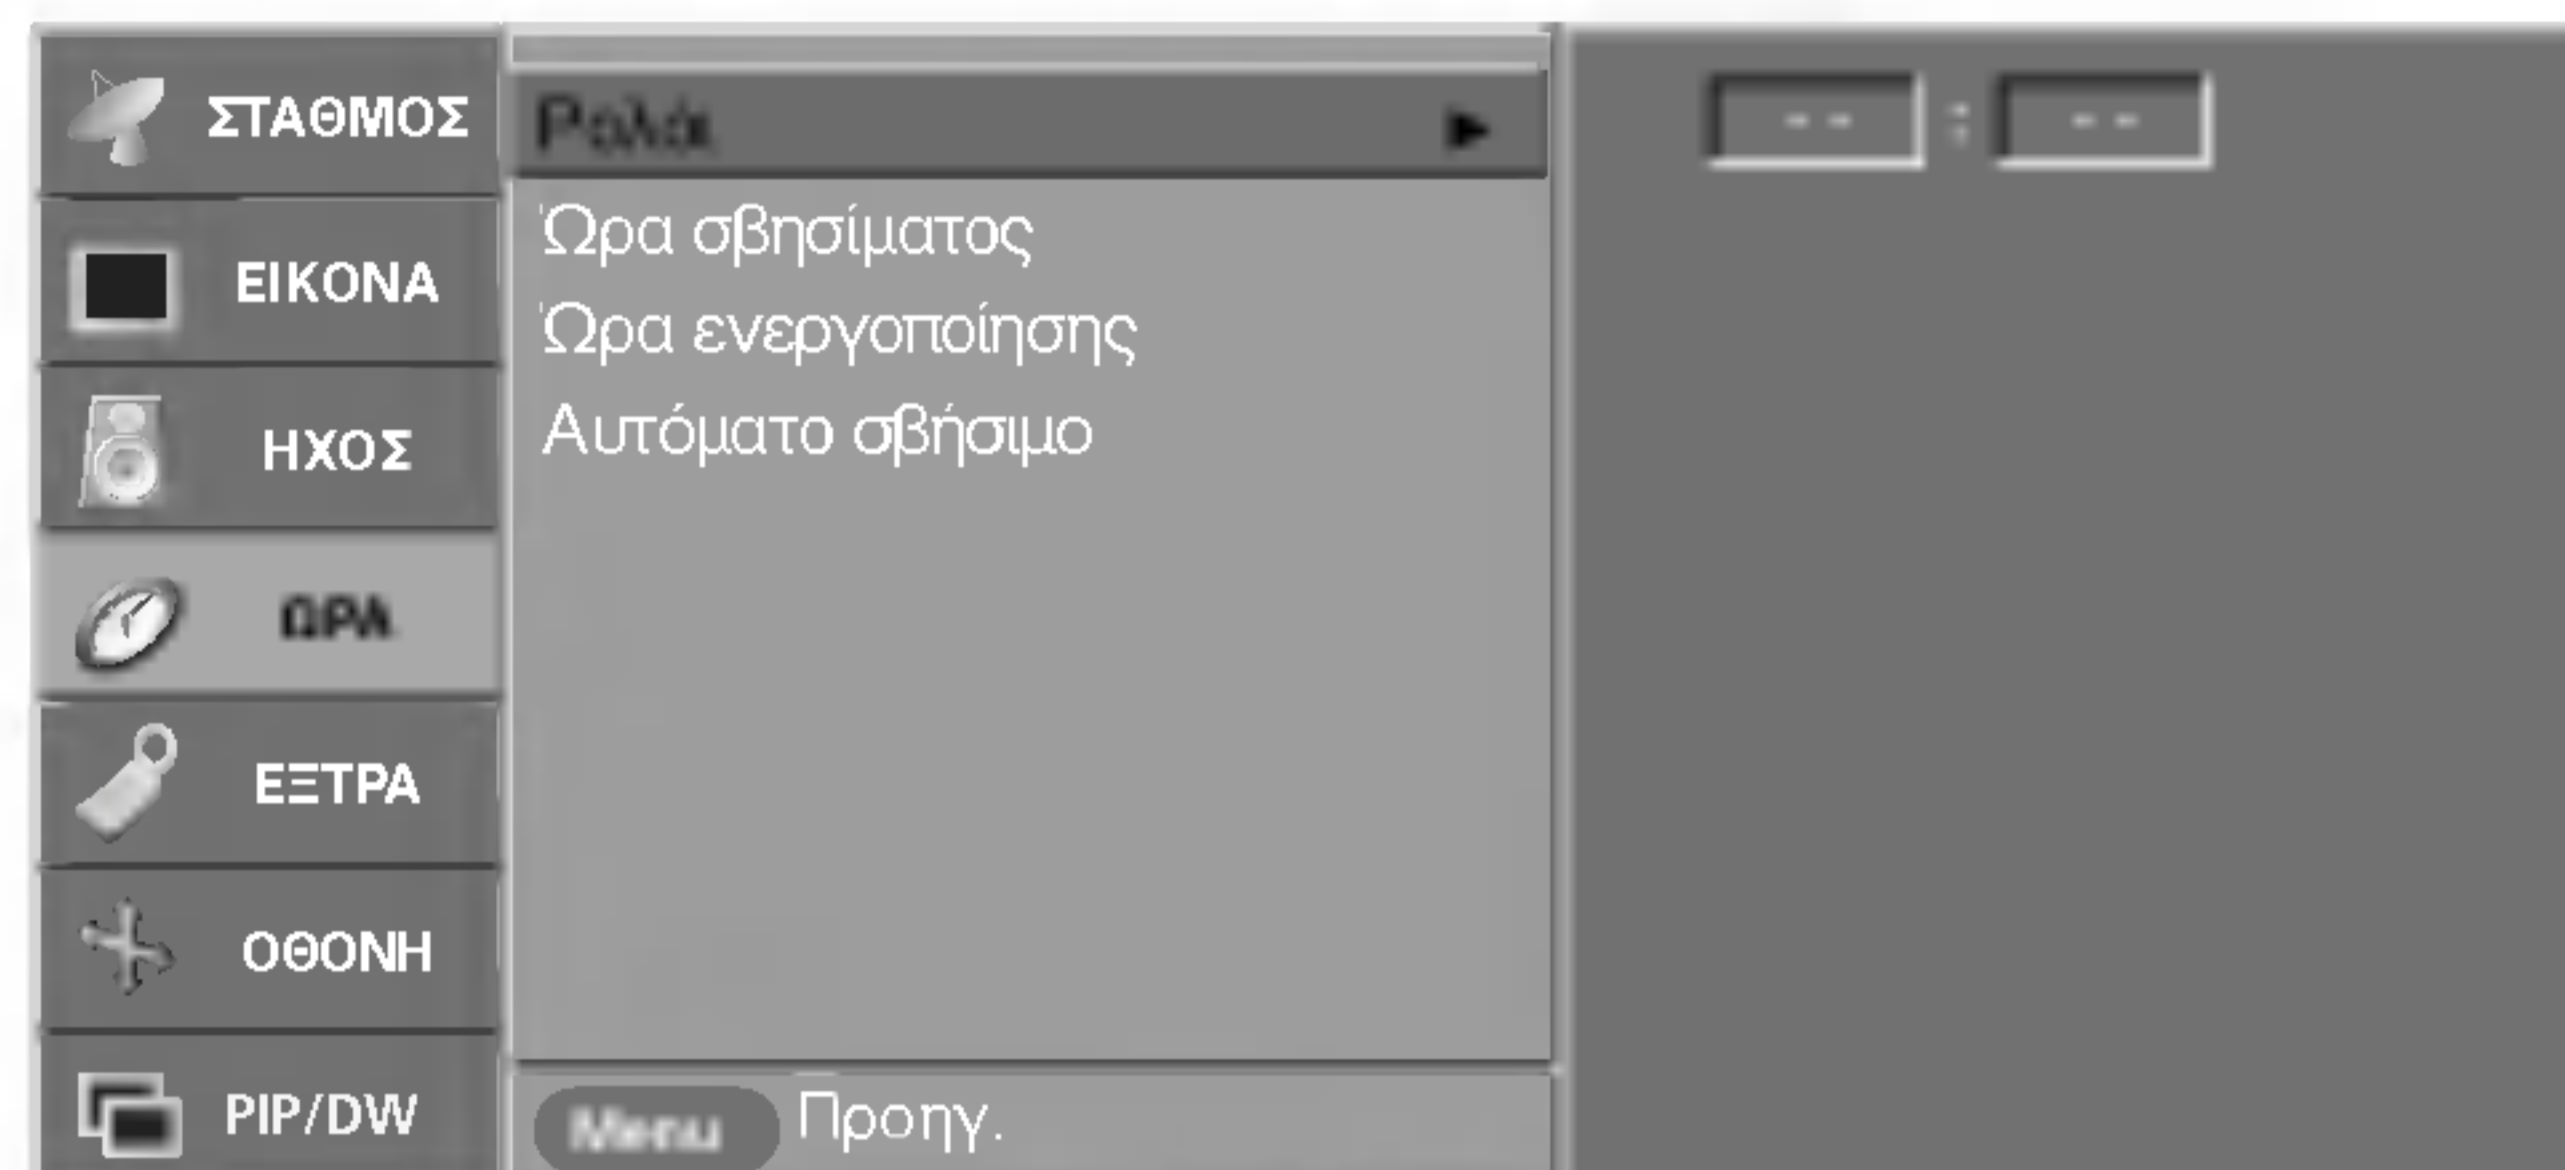 ΣΤΑΘΜΟΣ
ΕΙΚΟΝΑ
ΗΧΟΣ
ΩΡΑ
ΕΞΤΡΑ
ΟΘΟΝΗ
PIP/DW
Ρολόι
Ώρα σβησίματος
Ώρα ενεργοποίησης
Αυτόματο σβήσιμο
Menu Προηγ.
-- : --